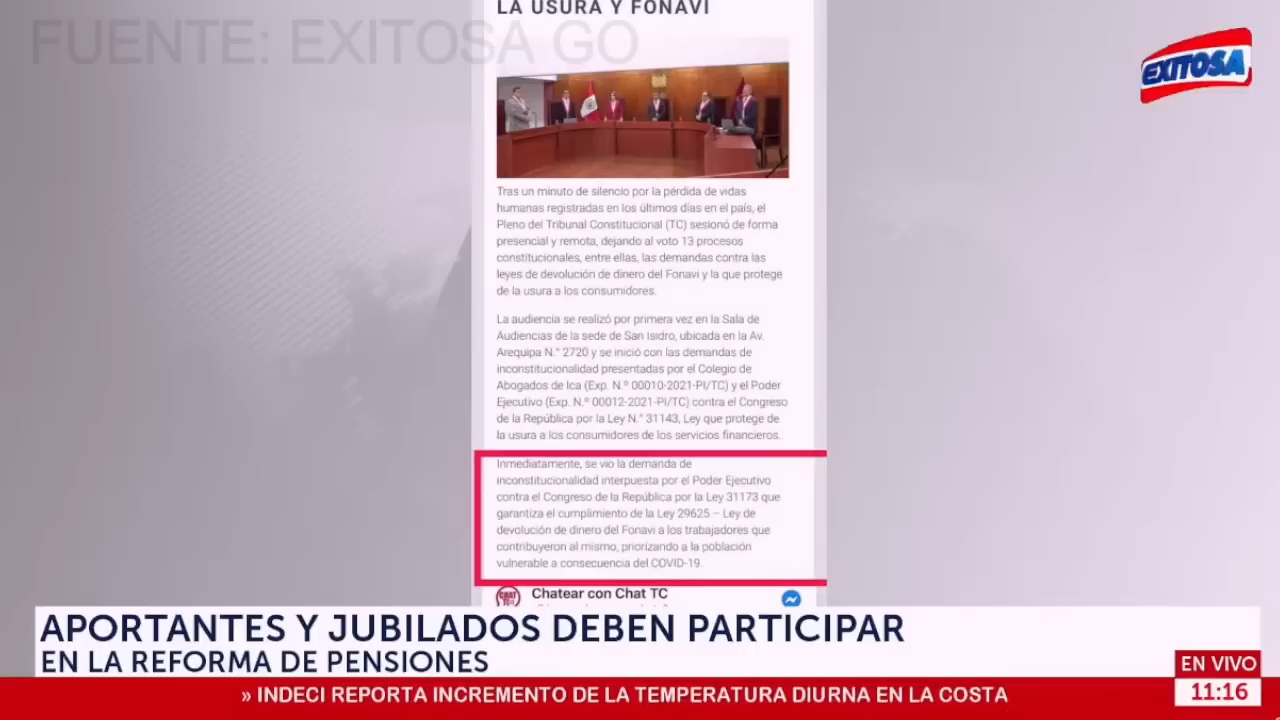 LA USURA Y FONAVI
FUENTE: EXITOSA GO
EXITOSA
Tras un minuto de silencio por la pérdida de vidas
humanas registradas en los últimos días en el país, el
Pleno del Tribunal Constitucional (TC) sesionó de forma
presencial y remota, dejando al voto 13 procesos
constitucionales, entre ellas, las demandas contra las
leyes de devolución de dinero del Fonavi y la que protege
de la usura a los consumidores.
La audiencia se realizó por primera vez en la Sala de
Audiencias de la sede de San Isidro, ubicada en la Av.
Arequipa N.° 2720 y se inició con las demandas de
inconstitucionalidad presentadas por el Colegio de
Abogados de Ica (Exp. N.º 00010-2021-PI/TC) y el Poder
Ejecutivo (Exp. N.º 00012-2021-PI/TC) contra el Congreso
de la República por la Ley N.° 31143, Ley que protege de
la usura a los consumidores de los servicios financieros.
Inmediatamente, se vio la demanda de
inconstitucionalidad interpuesta por el Poder Ejecutivo
contra el Congreso de la República por la Ley 31173 que
garantiza el cumplimiento de la Ley 29625 – Ley de
devolución de dinero del Fonavi a los trabajadores que
contribuyeron al mismo, priorizando a la población
vulnerable a consecuencia del COVID-19.
CHAT
Chatear con Chat TC
APORTANTES Y JUBILADOS DEBEN PARTICIPAR
EN LA REFORMA DE PENSIONES
EN VIVO
11:16
» INDECI REPORTA INCREMENTO DE LA TEMPERATURA DIURNA EN LA COSTA